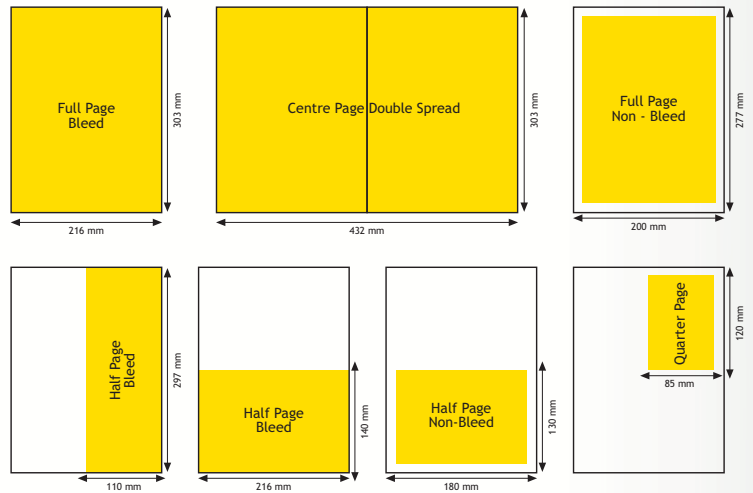 Full Page
Bleed
303 mm
216 mm
Centre Page Double Spread
303 mm
432 mm
Full Page
Non - Bleed
277 mm
200 mm
Half Page
Bleed
297 mm
110 mm
Half Page
Bleed
140 mm
216 mm
Half Page
Non-Bleed
130 mm
180 mm
Quarter Page
120 mm
85 mm